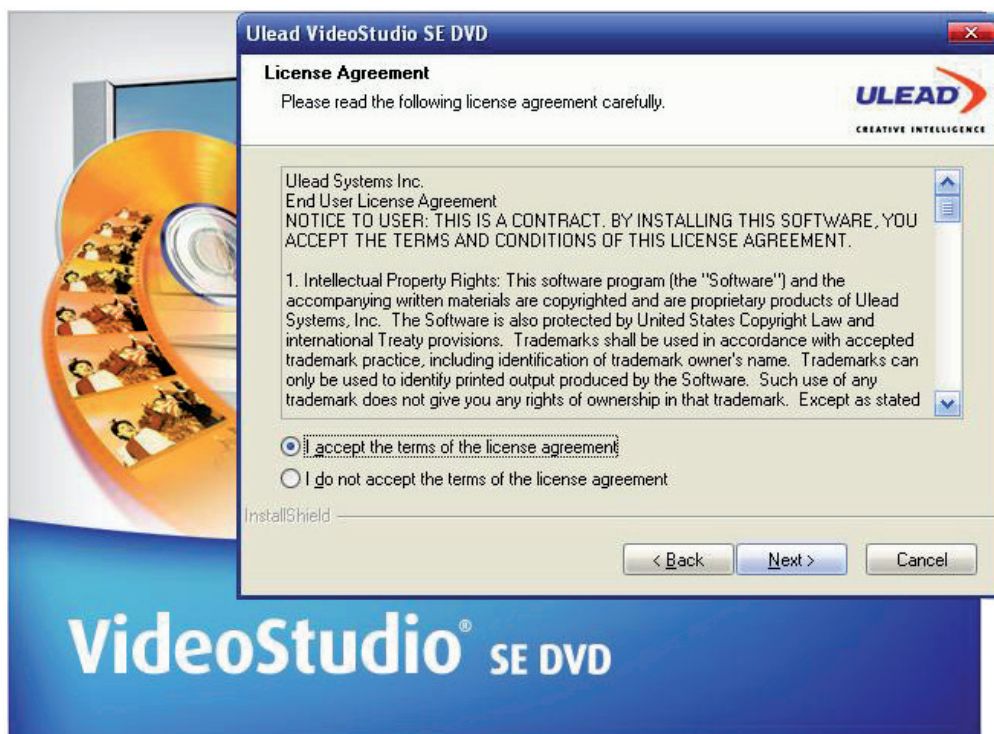 Ulead VideoStudio SE DVD
License Agreement
Please read the following license agreement carefully.
ULEAD
CREATIVE INTELLIGENCE
Ulead Systems Inc.
End User License Agreement
NOTICE TO USER: THIS IS A CONTRACT. BY INSTALLING THIS SOFTWARE, YOU
ACCEPT THE TERMS AND CONDITIONS OF THIS LICENSE AGREEMENT.
1. Intellectual Property Rights: This software program (the "Software") and the
accompanying written materials are copyrighted and are proprietary products of Ulead
Systems, Inc. The Software is also protected by United States Copyright Law and
international Treaty provisions. Trademarks shall be used in accordance with accepted
trademark practice, including identification of trademark owner's name. Trademarks can
only be used to identify printed output produced by the Software. Such use of any
trademark does not give you any rights of ownership in that trademark. Except as stated
I accept the terms of the license agreement
I do not accept the terms of the license agreement
InstallShield
< Back Next > Cancel
VideoStudio® SE DVD